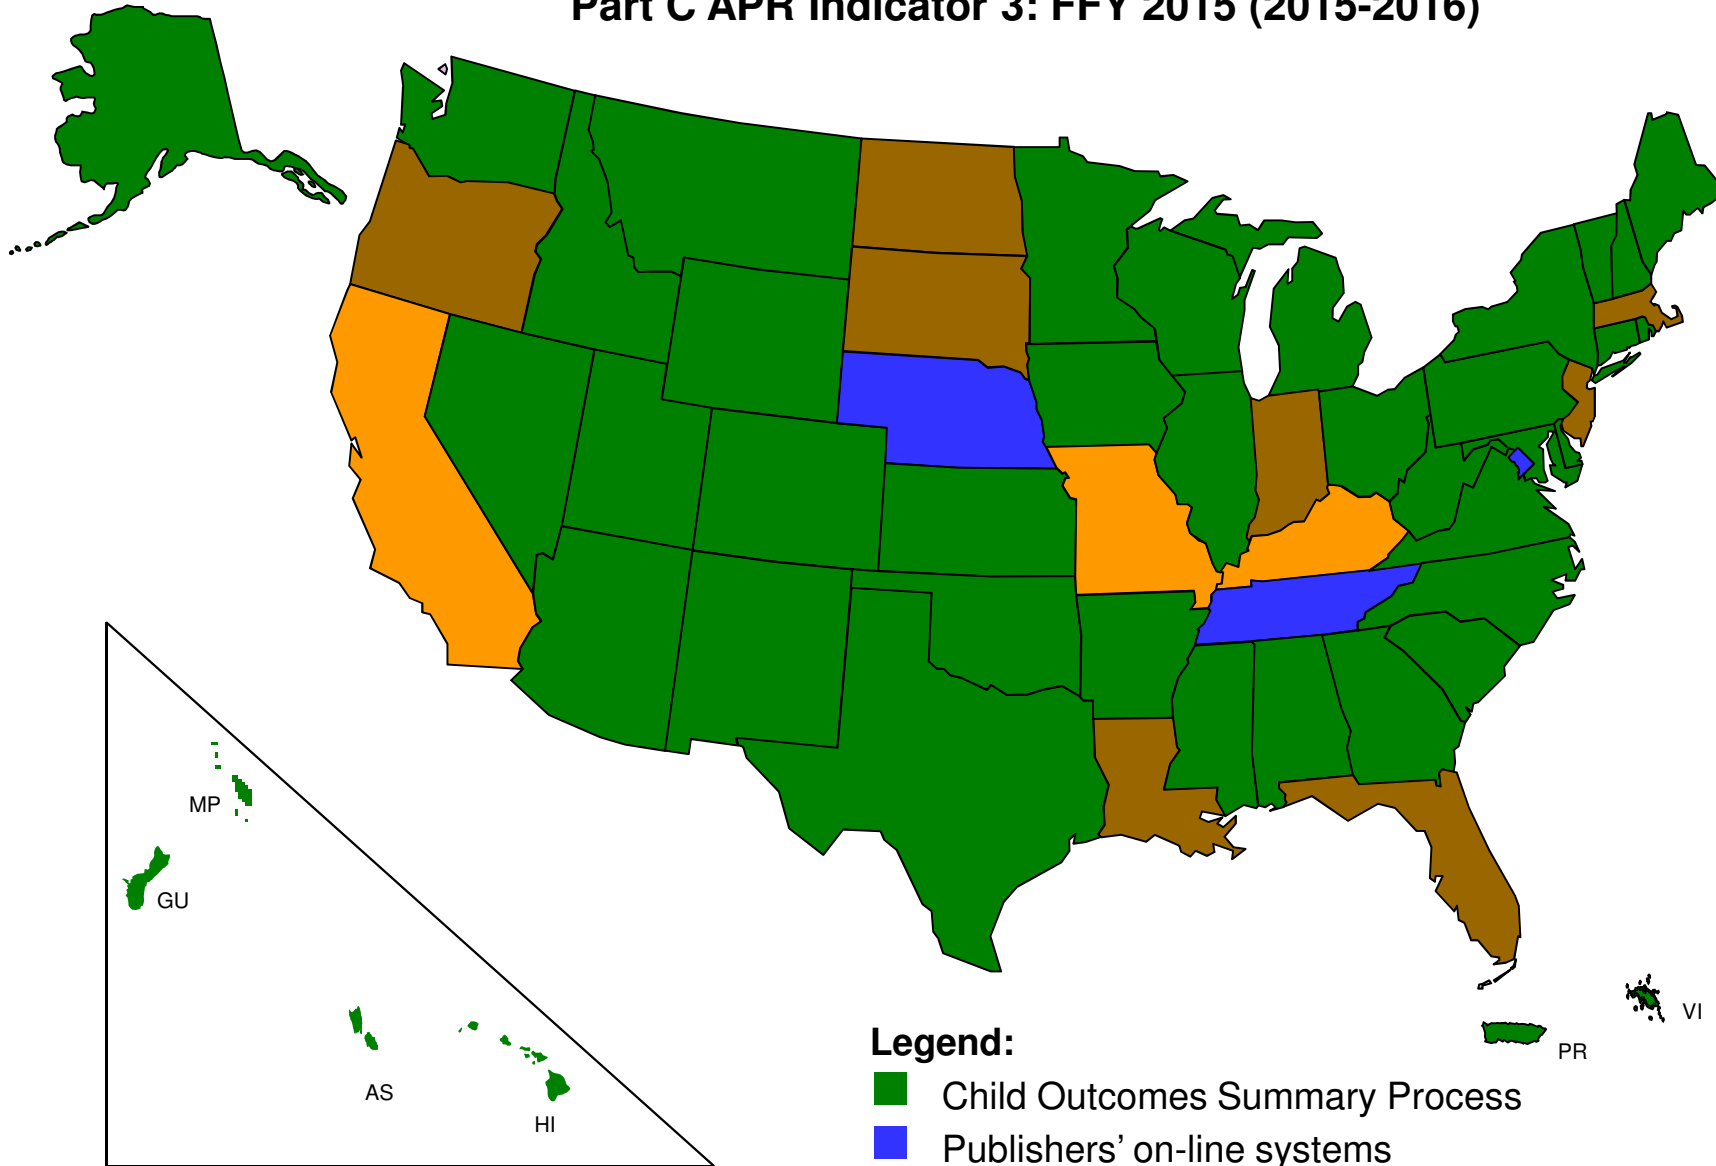 Part C APR Indicator 3: FFY 2015 (2015-2016)
MP
GU
AS
HI
VI
PR
Legend:
Child Outcomes Summary Process
Publishers’ on-line systems